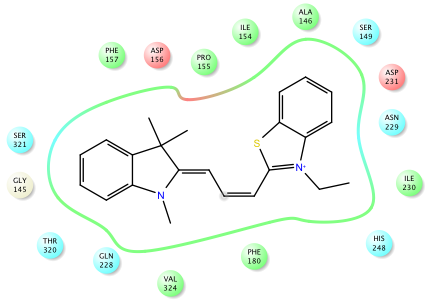 ALA
146
ILE
154
SER
149
PHE
157
ASP
156
PRO
155
ASP
231
ASN
229
S
SER
321
N+
GLY
145
ILE
230
N
THR
320
GLN
228
PHE
180
HIS
248
VAL
324